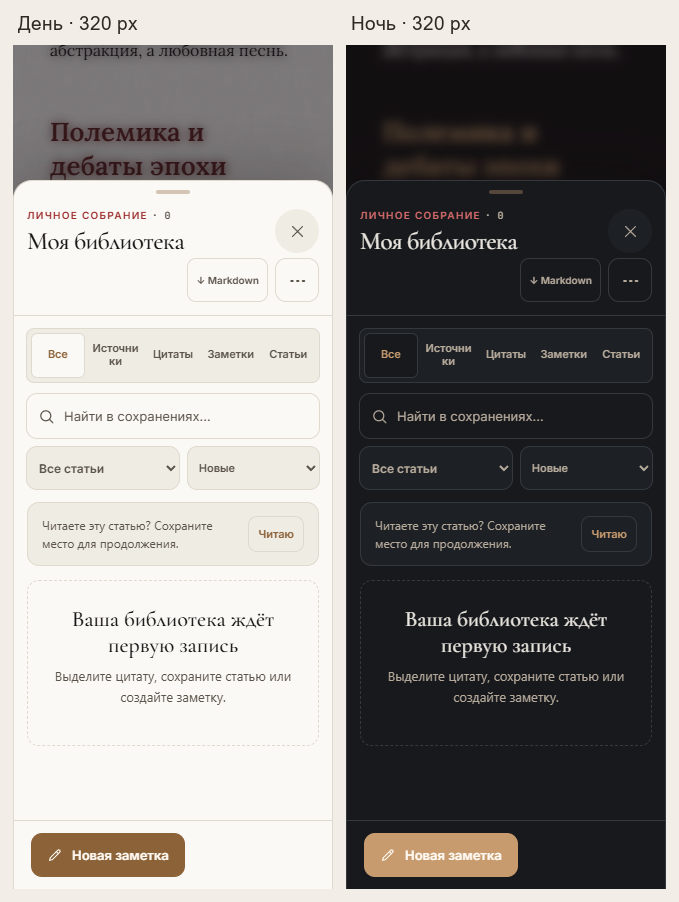 День · 320 px
абстракция, а любовная песнь.
Полемика и
дебаты эпохи
ЛИЧНОЕ СОБРАНИЕ · 0
Моя библиотека
↓ Markdown
Все
Источни
ки
Цитаты
Заметки
Статьи
Найти в сохранениях...
Все статьи
Новые
Читаете эту статью? Сохраните
место для продолжения.
Читаю
Ваша библиотека ждёт
первую запись
Выделите цитату, сохраните статью или
создайте заметку.
Новая заметка
Ночь · 320 px
Полемика и
дебаты эпохи
ЛИЧНОЕ СОБРАНИЕ · 0
Моя библиотека
↓ Markdown
Все
Источни
ки
Цитаты
Заметки
Статьи
Найти в сохранениях...
Все статьи
Новые
Читаете эту статью? Сохраните
место для продолжения.
Читаю
Ваша библиотека ждёт
первую запись
Выделите цитату, сохраните статью или
создайте заметку.
Новая заметка